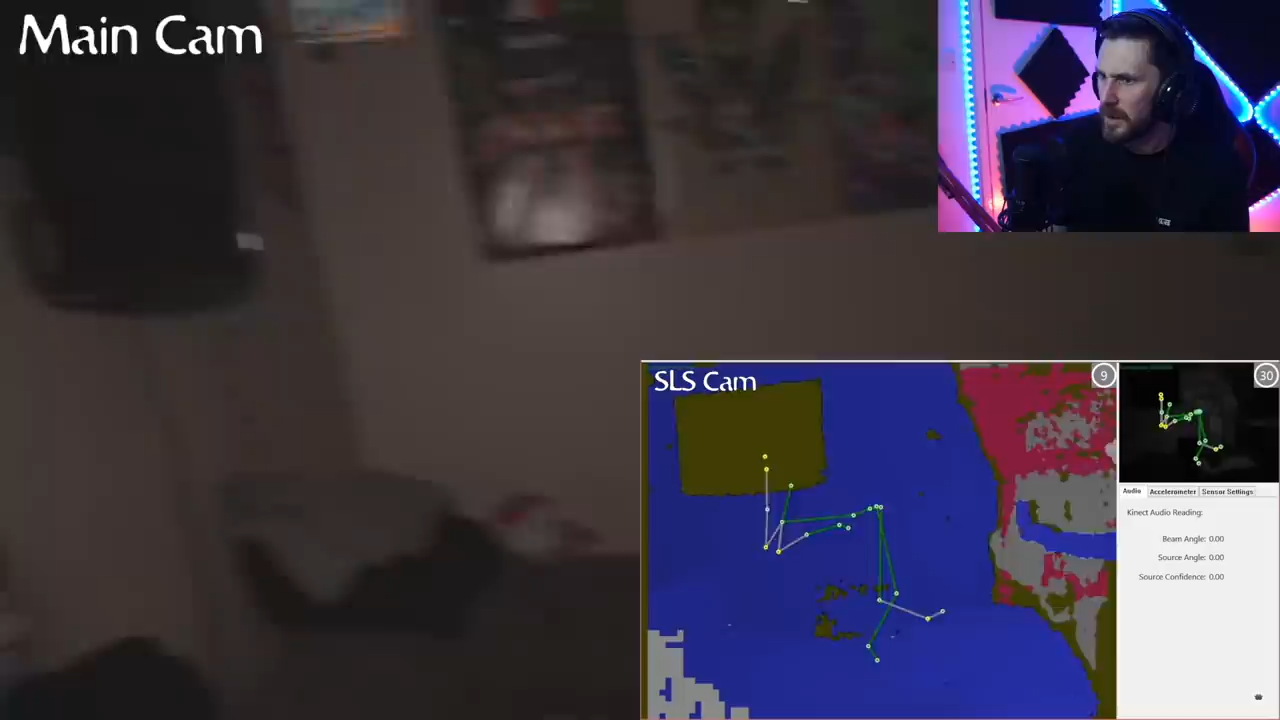 Main Cam
SLS Cam
9
30
Audio
Accelerometer
Sensor Settings
Kinect Audio Reading:
Beam Angle: 0.00
Source Angle: 0.00
Source Confidence: 0.00